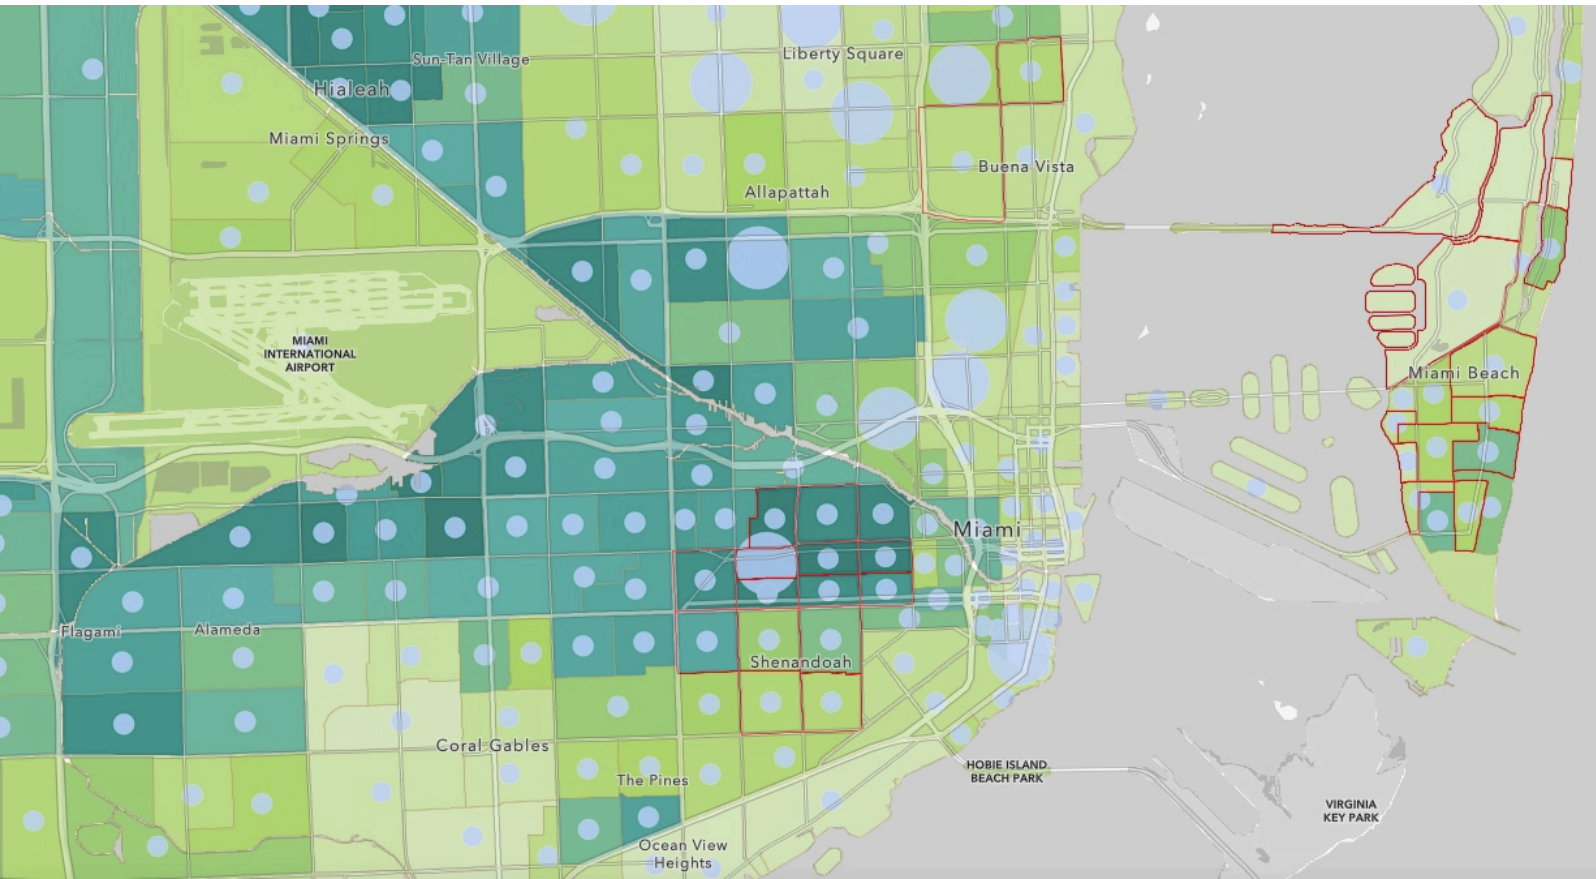 Sun-Tan Village
Liberty Square
Hialeah
Miami Springs
Buena Vista
Allapattah
MIAMI
INTERNATIONAL
AIRPORT
Miami Beach
Miami
Flagami
Alameda
Shenandoah
Coral Gables
The Pines
HOBIE ISLAND
BEACH PARK
VIRGINIA
KEY PARK
Ocean View
Heights